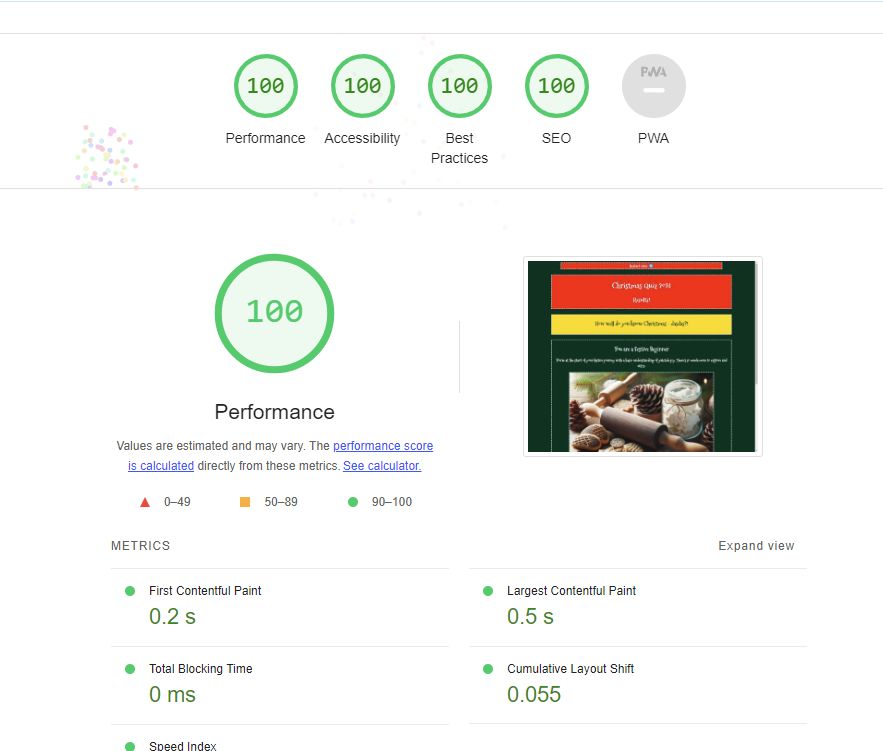 100 100 100 100 PWA
Performance Accessibility Best Practices SEO PWA
100
Performance
Values are estimated and may vary. The performance score
is calculated directly from these metrics. See calculator.
0–49 50–89 90–100
Christmas Quiz
Results!
How well do you know Christmas -
You are a Festive Beginner
METRICS Expand view
First Contentful Paint
0.2 s
Largest Contentful Paint
0.5 s
Total Blocking Time
0 ms
Cumulative Layout Shift
0.055
Speed Index